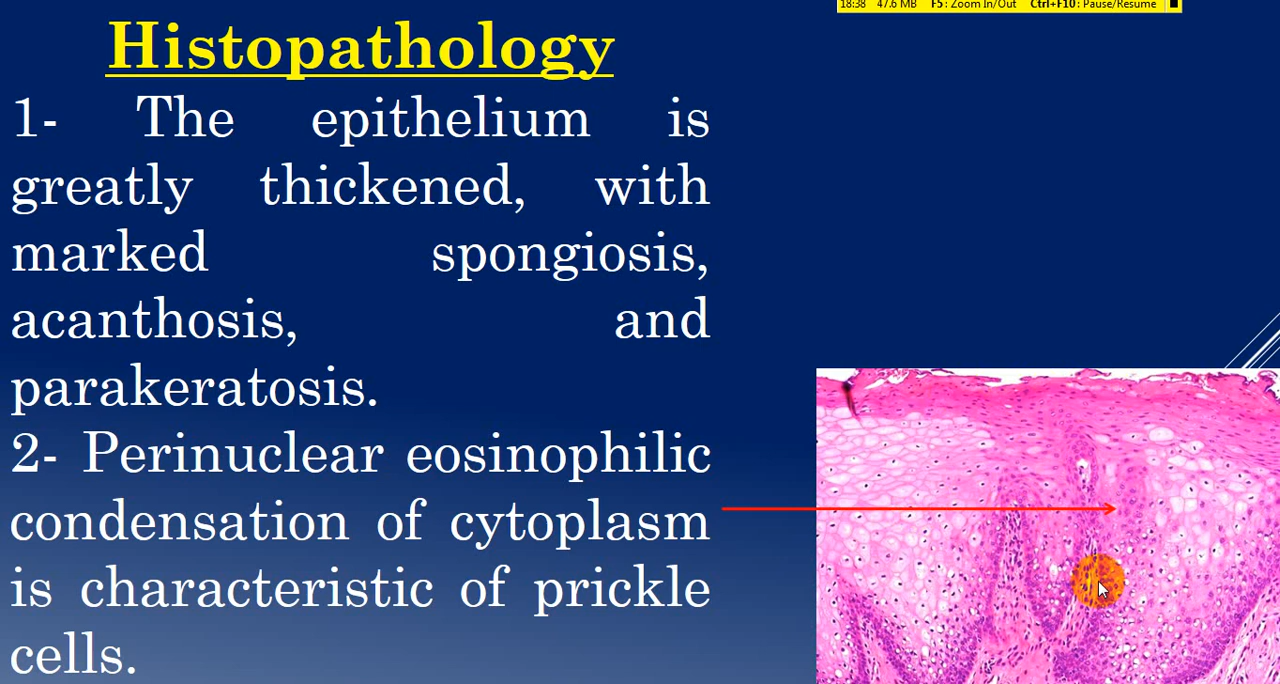 18:38 47.6 MB F5: Zoom In/Out Ctrl+F10: Pause/Resume
Histopathology
1- The epithelium is
greatly thickened, with
marked spongiosis,
acanthosis, and
parakeratosis.
2- Perinuclear eosinophilic
condensation of cytoplasm
is characteristic of prickle
cells.